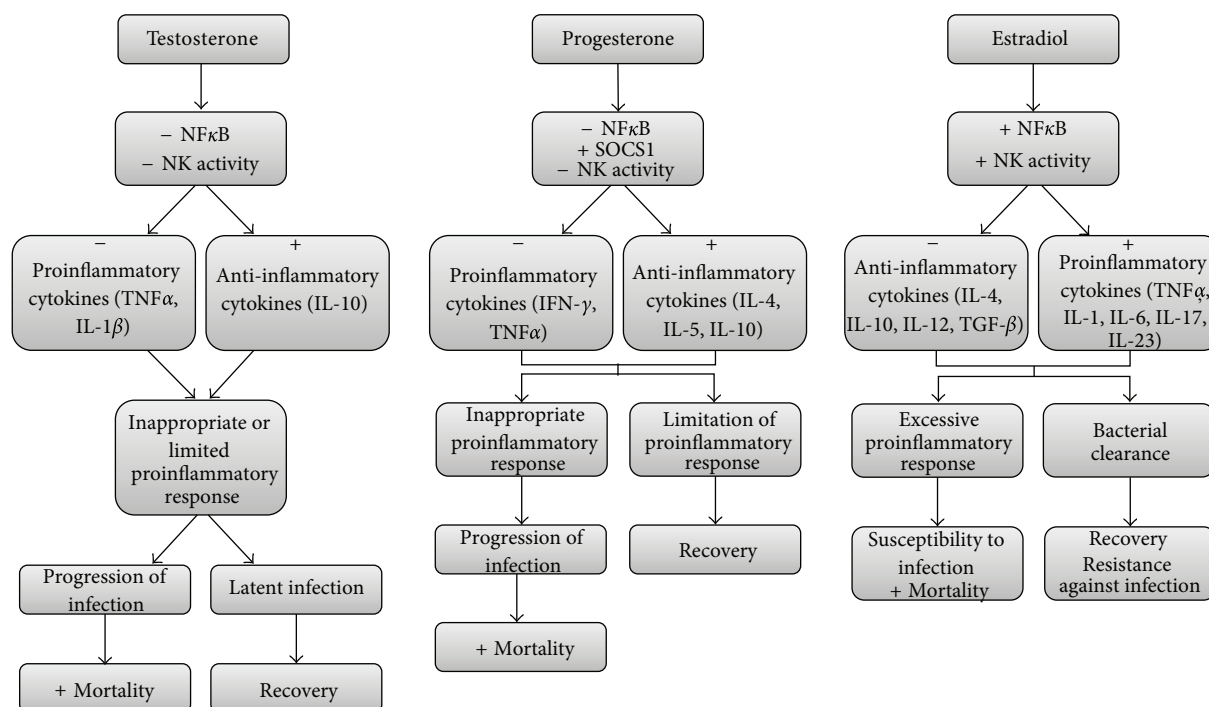 Testosterone
− NFκB
− NK activity
−
Proinflammatory
cytokines (TNFα,
IL-1β)
+
Anti-inflammatory
cytokines (IL-10)
Inappropriate or
limited
proinflammatory
response
Progression of
infection
Latent infection
+ Mortality
Recovery
Progesterone
− NFκB
+ SOCS1
− NK activity
−
Proinflammatory
cytokines (IFN-γ,
TNFα)
+
Anti-inflammatory
cytokines (IL-4,
IL-5, IL-10)
Inappropriate
proinflammatory
response
Limitation of
proinflammatory
response
Progression of
infection
Recovery
+ Mortality
Estradiol
+ NFκB
+ NK activity
−
Anti-inflammatory
cytokines (IL-4,
IL-10, IL-12, TGF-β)
+
Proinflammatory
cytokines (TNFα,
IL-1, IL-6, IL-17,
IL-23)
Excessive
proinflammatory
response
Bacterial
clearance
Susceptibility to
infection
+ Mortality
Recovery
Resistance
against infection